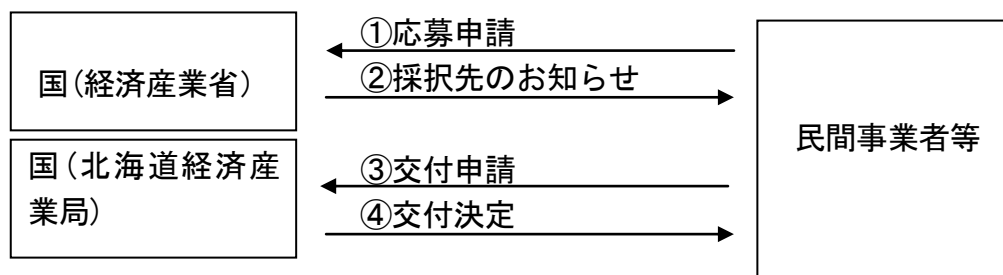 ①応募申請
国（経済産業省）
②採択先のお知らせ
民間事業者等
国（北海道経済産
業局）
③交付申請
④交付決定